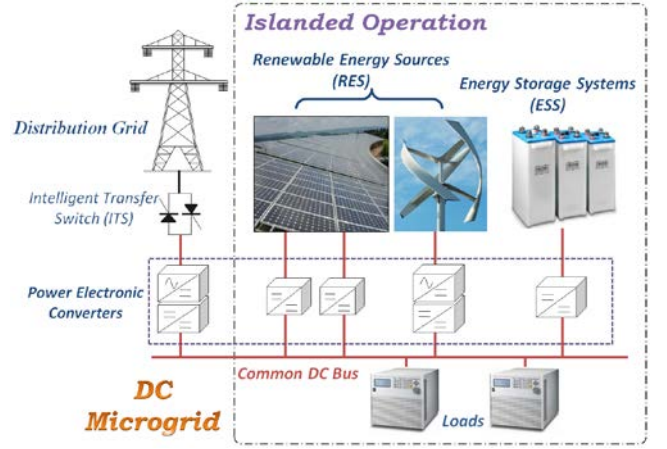 Islanded Operation
Renewable Energy Sources
(RES)
Energy Storage Systems
(ESS)
Distribution Grid
Intelligent Transfer
Switch (ITS)
Power Electronic
Converters
Common DC Bus
DC
Microgrid
Loads